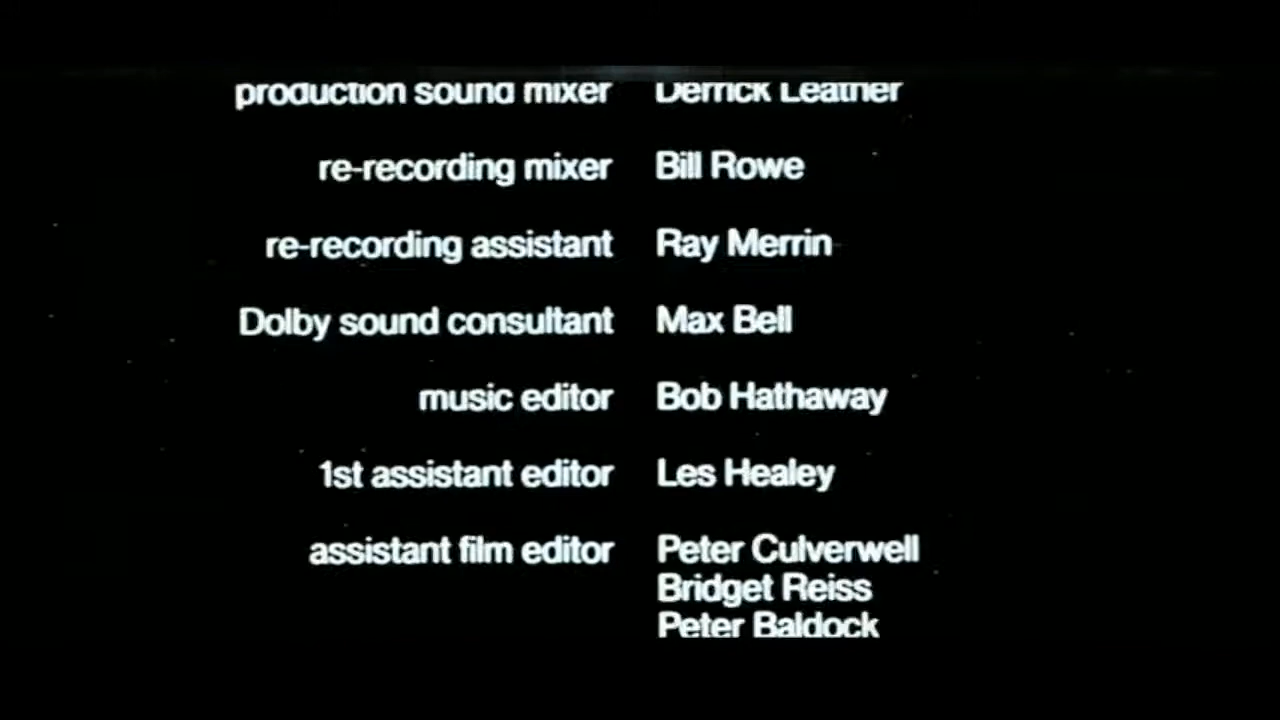 production sound mixer Derrick Leather
re-recording mixer Bill Rowe
re-recording assistant Ray Merrin
Dolby sound consultant Max Bell
music editor Bob Hathaway
1st assistant editor Les Healey
assistant film editor Peter Culverwell
Bridget Reiss
Peter Baldock